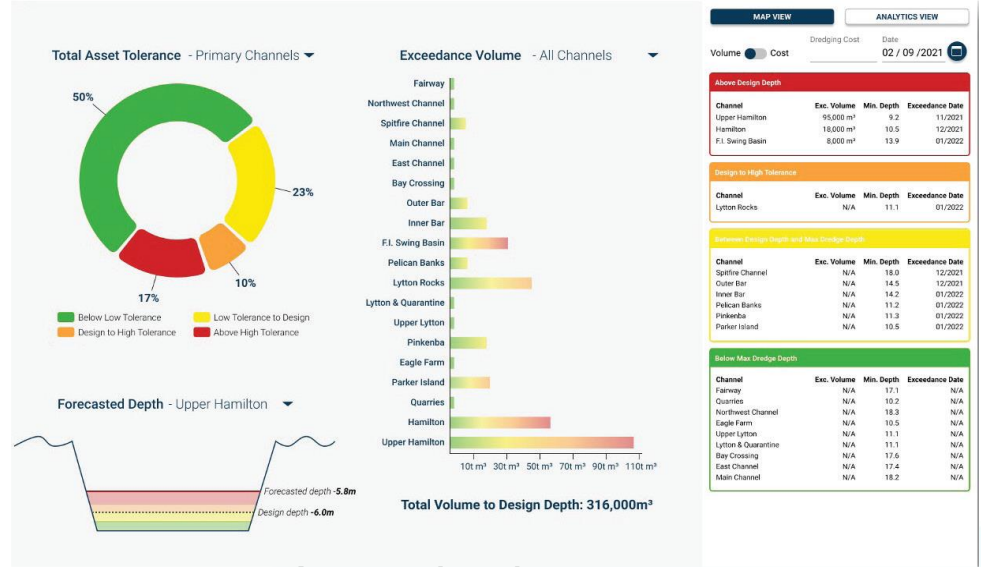 Total Asset Tolerance - Primary Channels
50%
23%
10%
17%
Below Low Tolerance
Low Tolerance to Design
Design to High Tolerance
Above High Tolerance
Forecasted Depth - Upper Hamilton
Forecasted depth -5.8m
Design depth -6.0m
Exceedance Volume - All Channels
Fairway
Northwest Channel
Spitfire Channel
Main Channel
East Channel
Bay Crossing
Outer Bar
Inner Bar
F.I. Swing Basin
Pelican Banks
Lytton Rocks
Lytton & Quarantine
Upper Lytton
Pinkenba
Eagle Farm
Parker Island
Quarries
Hamilton
Upper Hamilton
10t m³ 30t m³ 50t m³ 70t m³ 90t m³ 110t m³
Total Volume to Design Depth: 316,000m³
MAP VIEW ANALYTICS VIEW
Dredging Cost Date
Volume Cost 02 / 09 /2021
Above Design Depth
Channel Exc. Volume Min. Depth Exceedance Date
Upper Hamilton 95,000 m³ 9.2 11/2021
Hamilton 18,000 m³ 10.5 12/2021
F.I. Swing Basin 8,000 m³ 13.9 01/2022
Design to High Tolerance
Channel Exc. Volume Min. Depth Exceedance Date
Lytton Rocks N/A 11.1 01/2022
Between Design Depth and Max Dredge Depth
Channel Exc. Volume Min. Depth Exceedance Date
Spitfire Channel N/A 18.0 12/2021
Outer Bar N/A 14.5 12/2021
Inner Bar N/A 14.2 01/2022
Pelican Banks N/A 11.2 01/2022
Pinkenba N/A 11.3 01/2022
Parker Island N/A 10.5 01/2022
Below Max Dredge Depth
Channel Exc. Volume Min. Depth Exceedance Date
Fairway N/A 17.1 N/A
Quarries N/A 10.2 N/A
Northwest Channel N/A 18.3 N/A
Eagle Farm N/A 10.5 N/A
Upper Lytton N/A 11.1 N/A
Lytton & Quarantine N/A 11.1 N/A
Bay Crossing N/A 17.6 N/A
East Channel N/A 17.4 N/A
Main Channel N/A 18.2 N/A